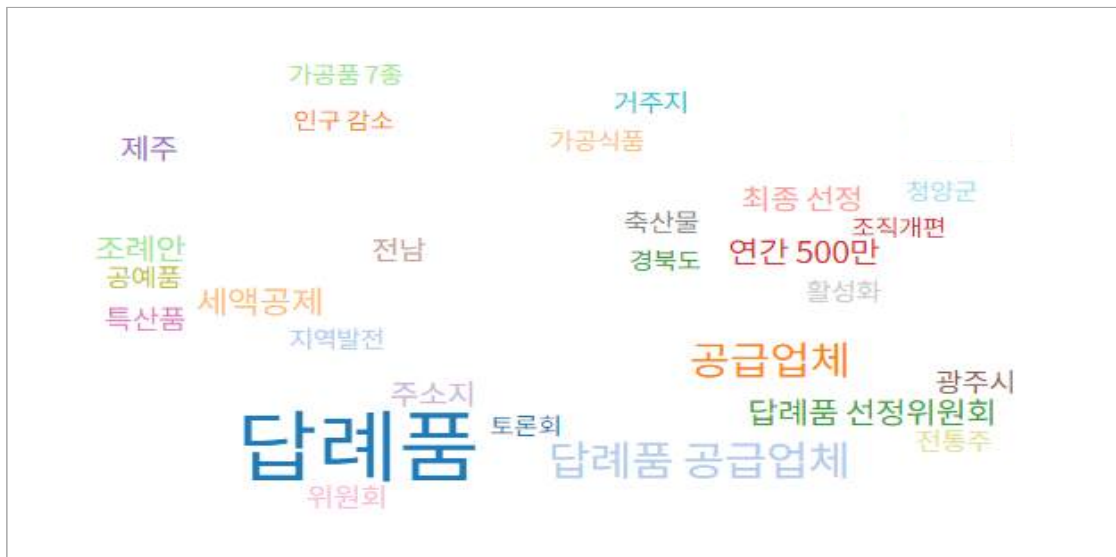 가공품 7종
거주지
인구 감소
가공식품
제주
최종 선정
청양군
축산물
조직개편
조례안
전남
연간 500만
경북도
공예품
활성화
세액공제
특산품
지역발전
공급업체
광주시
주소지
답례품 선정위원회
답례품
토론회
전통주
답례품 공급업체
위원회